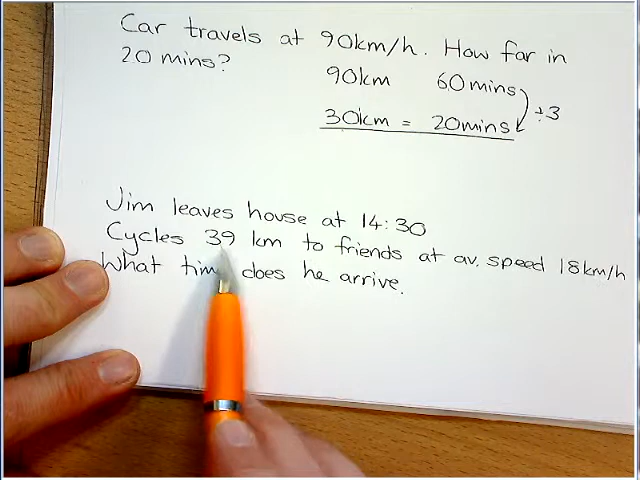 Car travels at 90km/h. How far in
20 mins?
90km 60mins
÷3
30km = 20mins
Jim leaves house at 14:30
Cycles 39 km to friends at av. speed 18km/h
What time does he arrive.